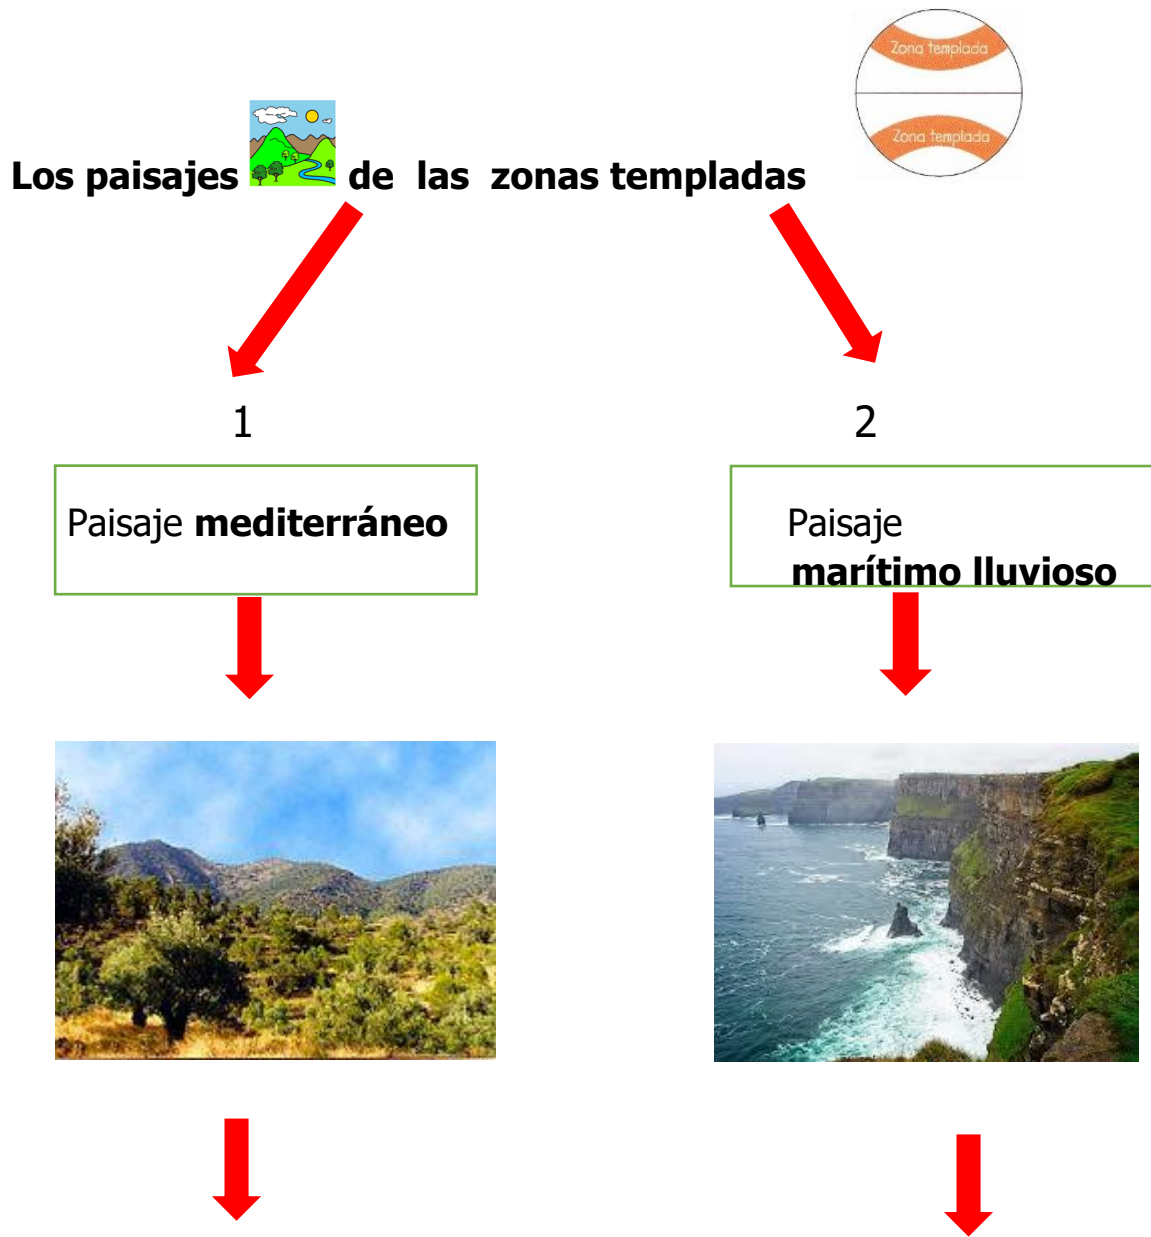 Zona templada
Zona templada
Los paisajes de las zonas templadas
1
2
Paisaje mediterráneo
Paisaje
marítimo lluvioso